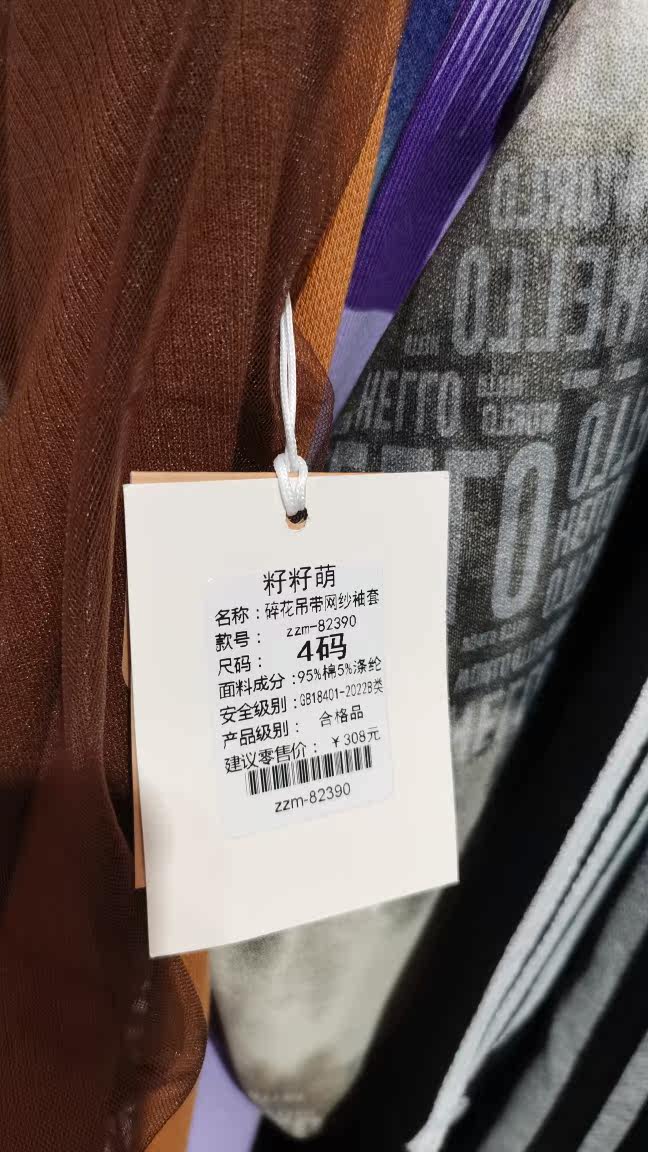 籽籽萌
名称：碎花吊带网纱袖套
款号： zzm-82390
尺码： 4码
面料成分：95%棉5%涤纶
安全级别：GB18401-2022B类
产品级别： 合格品
建议零售价： ￥308元
zzm-82390
HELLO
HELLO